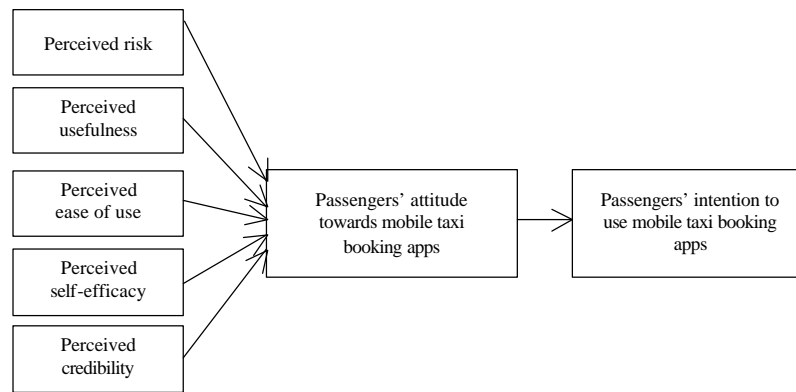 Perceived risk
Perceived
usefulness
Perceived
ease of use
Perceived
self-efficacy
Perceived
credibility
Passengers’ attitude
towards mobile taxi
booking apps
Passengers’ intention to
use mobile taxi booking
apps